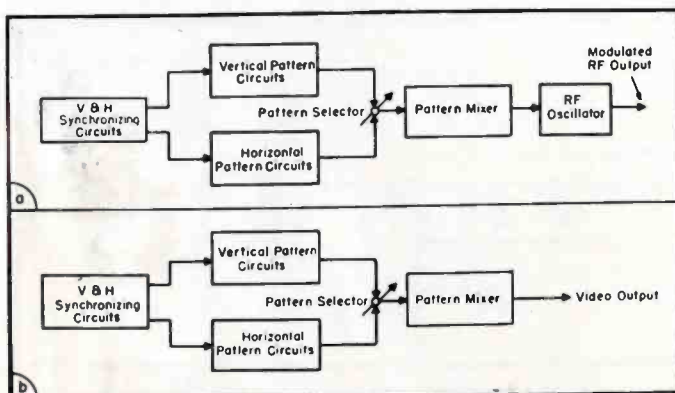 Modulated
RF Output
Vertical Pattern
Circuits
V & H
Synchronizing
Circuits
Pattern Selector
Pattern Mixer
RF
Oscillator
Horizontal
Pattern Circuits
a
Vertical Pattern
Circuits
V & H
Synchronizing
Circuits
Pattern Selector
Pattern Mixer
Video Output
Horizontal
Pattern Circuits
b